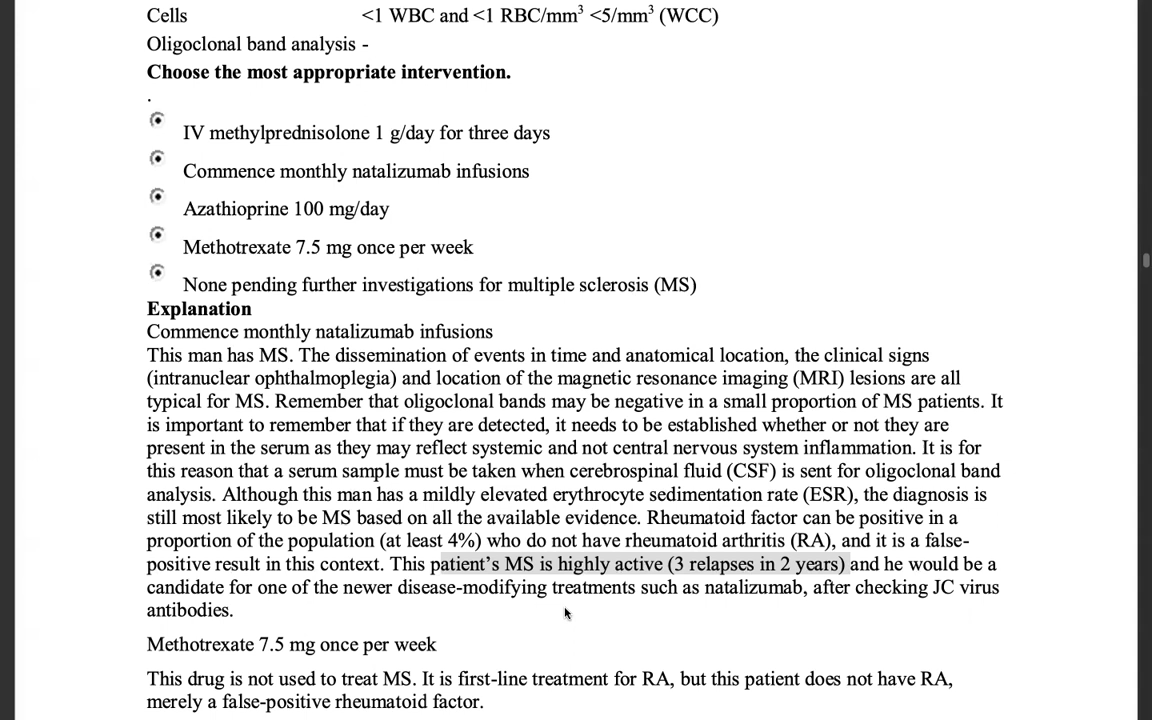 Cells <1 WBC and <1 RBC/mm³ <5/mm³ (WCC)
Oligoclonal band analysis -
Choose the most appropriate intervention.
.
IV methylprednisolone 1 g/day for three days
Commence monthly natalizumab infusions
Azathioprine 100 mg/day
Methotrexate 7.5 mg once per week
None pending further investigations for multiple sclerosis (MS)
Explanation
Commence monthly natalizumab infusions
This man has MS. The dissemination of events in time and anatomical location, the clinical signs
(intranuclear ophthalmoplegia) and location of the magnetic resonance imaging (MRI) lesions are all
typical for MS. Remember that oligoclonal bands may be negative in a small proportion of MS patients. It
is important to remember that if they are detected, it needs to be established whether or not they are
present in the serum as they may reflect systemic and not central nervous system inflammation. It is for
this reason that a serum sample must be taken when cerebrospinal fluid (CSF) is sent for oligoclonal band
analysis. Although this man has a mildly elevated erythrocyte sedimentation rate (ESR), the diagnosis is
still most likely to be MS based on all the available evidence. Rheumatoid factor can be positive in a
proportion of the population (at least 4%) who do not have rheumatoid arthritis (RA), and it is a false-
positive result in this context. This patient’s MS is highly active (3 relapses in 2 years) and he would be a
candidate for one of the newer disease-modifying treatments such as natalizumab, after checking JC virus
antibodies.
Methotrexate 7.5 mg once per week
This drug is not used to treat MS. It is first-line treatment for RA, but this patient does not have RA,
merely a false-positive rheumatoid factor.